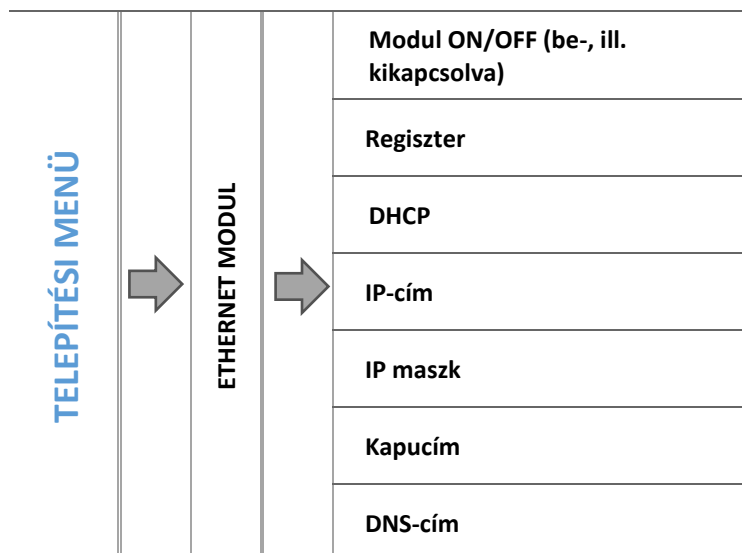 TELEPÍTÉSI MENÜ
ETHERNET MODUL
Modul ON/OFF (be-, ill.
kikapcsolva)
Regiszter
DHCP
IP-cím
IP maszk
Kapucím
DNS-cím